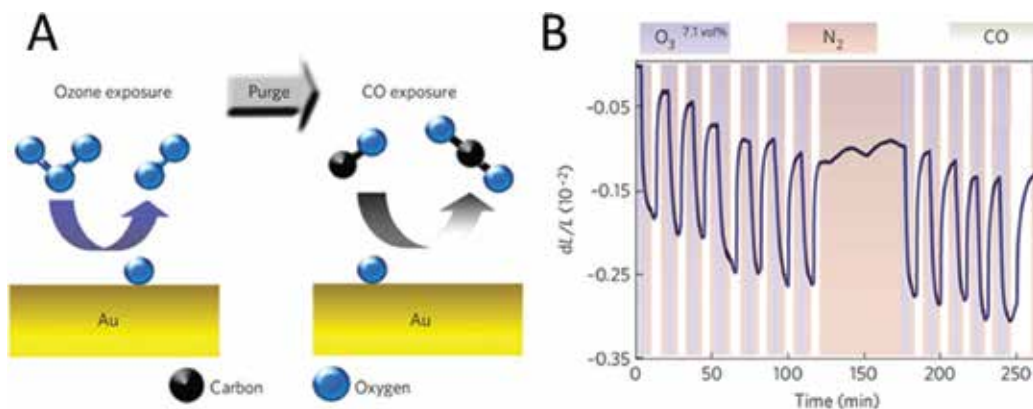 A
Ozone exposure
Purge
CO exposure
Au
Au
Carbon
Oxygen
B
O₃ 7.1 vol%
N₂
CO
dL/L (10⁻²)
−0.05
−0.15
−0.25
−0.35
0
50
100
150
200
250
Time (min)